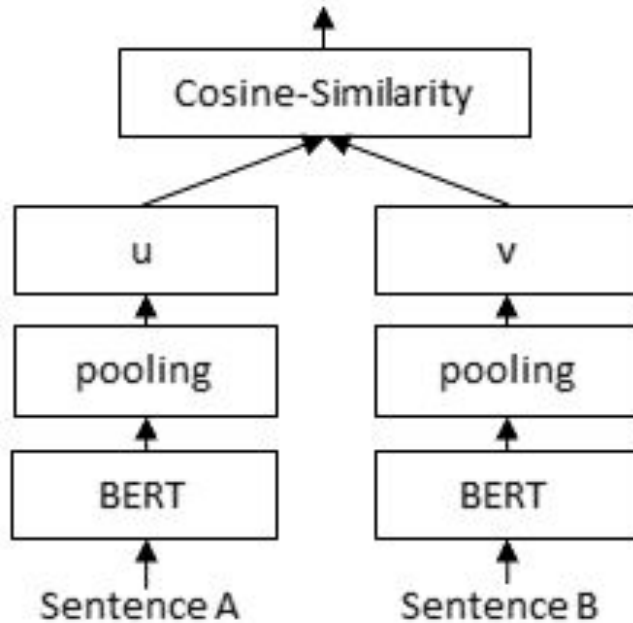 Cosine-Similarity
u v
pooling pooling
BERT BERT
Sentence A Sentence B